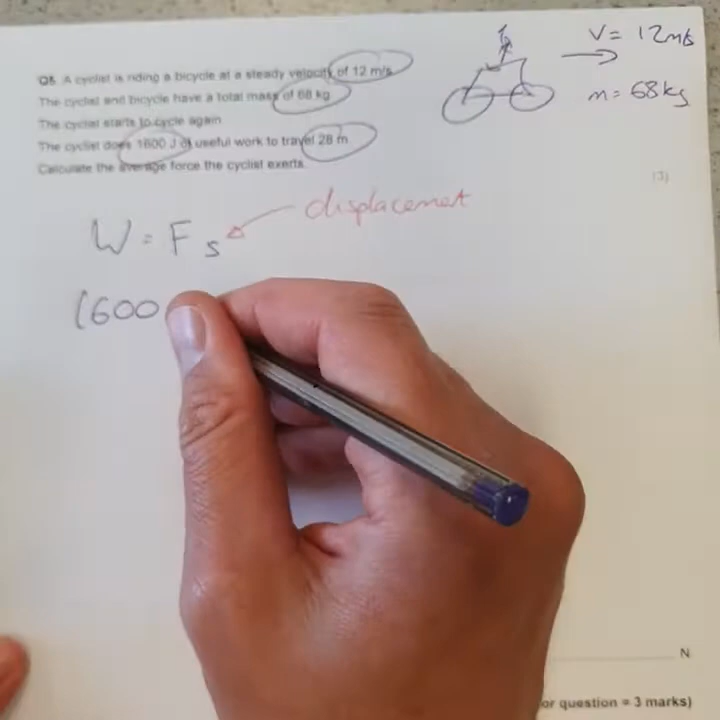 Q8. A cyclist is riding a bicycle at a steady velocity of 12 m/s.
The cyclist and bicycle have a total mass of 68 kg.
The cyclist starts to cycle again.
The cyclist does 1600 J of useful work to travel 28 m.
Calculate the average force the cyclist exerts.
(3)
V = 12m/s
m = 68kg
W = Fs
displacement
1600
N
or question = 3 marks)